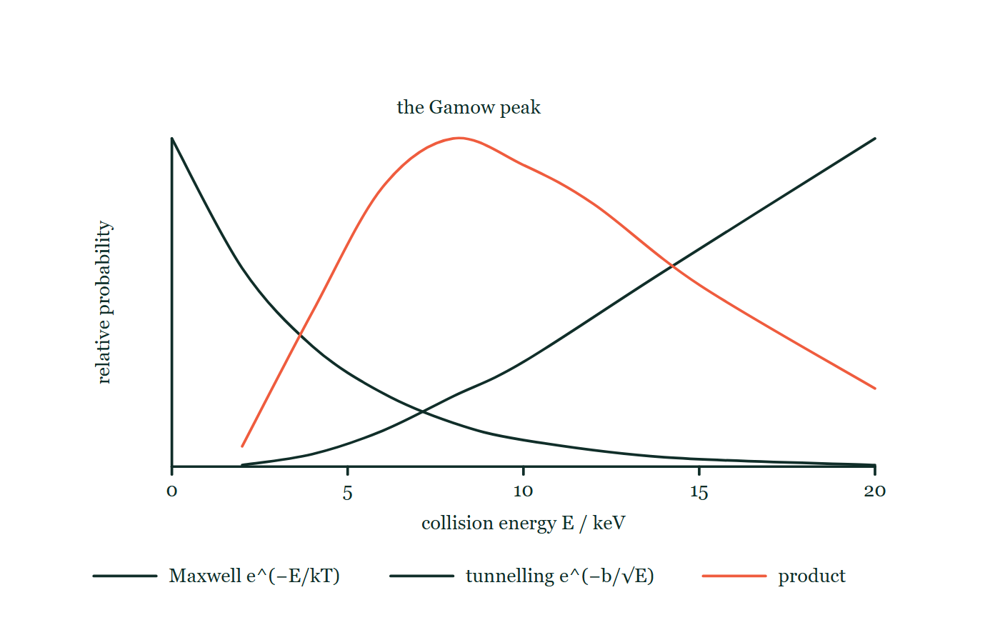 the Gamow peak
relative probability
0 5 10 15 20
collision energy E / keV
Maxwell e^(−E/kT) tunnelling e^(−b/√E) product